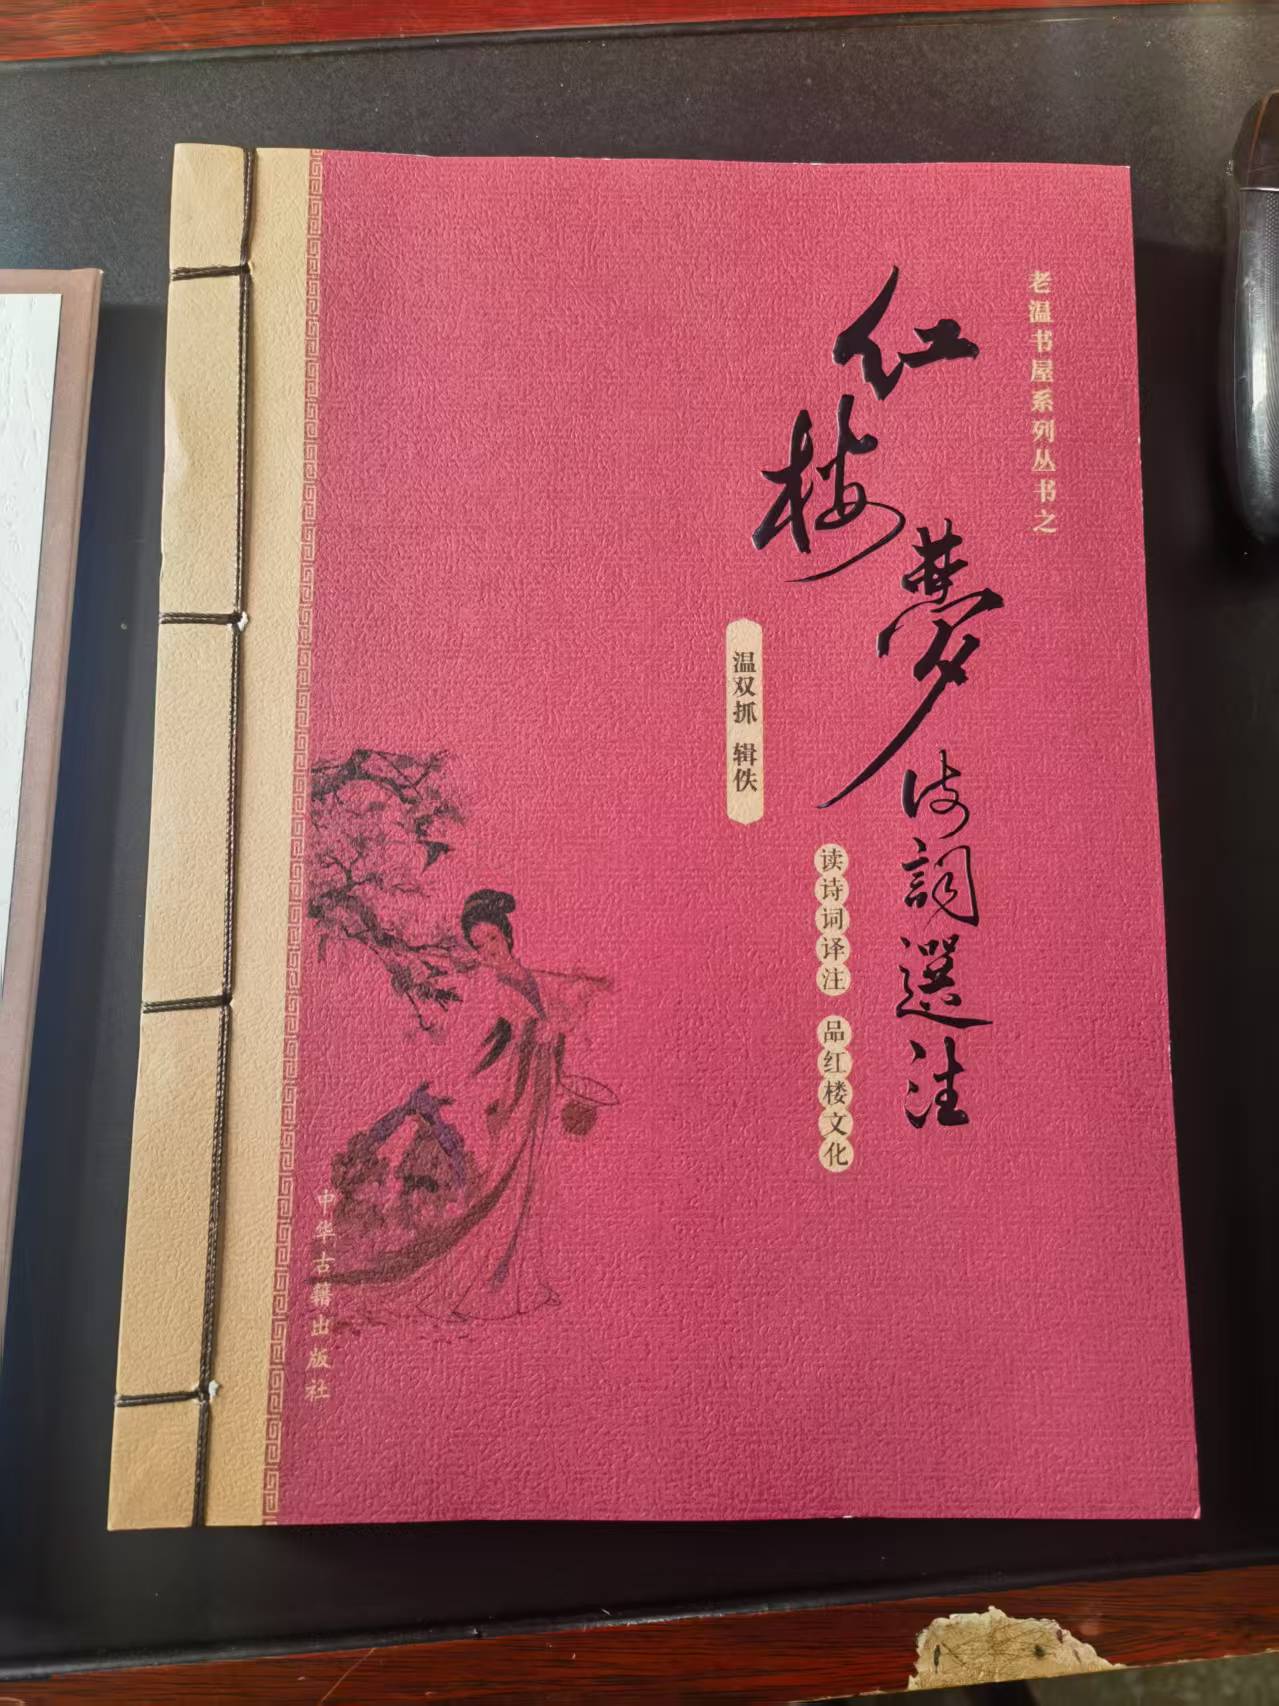 老温书屋系列丛书之
红楼夢诗詞選注
读诗词译注 品红楼文化
温双抓 辑佚
中华古籍出版社